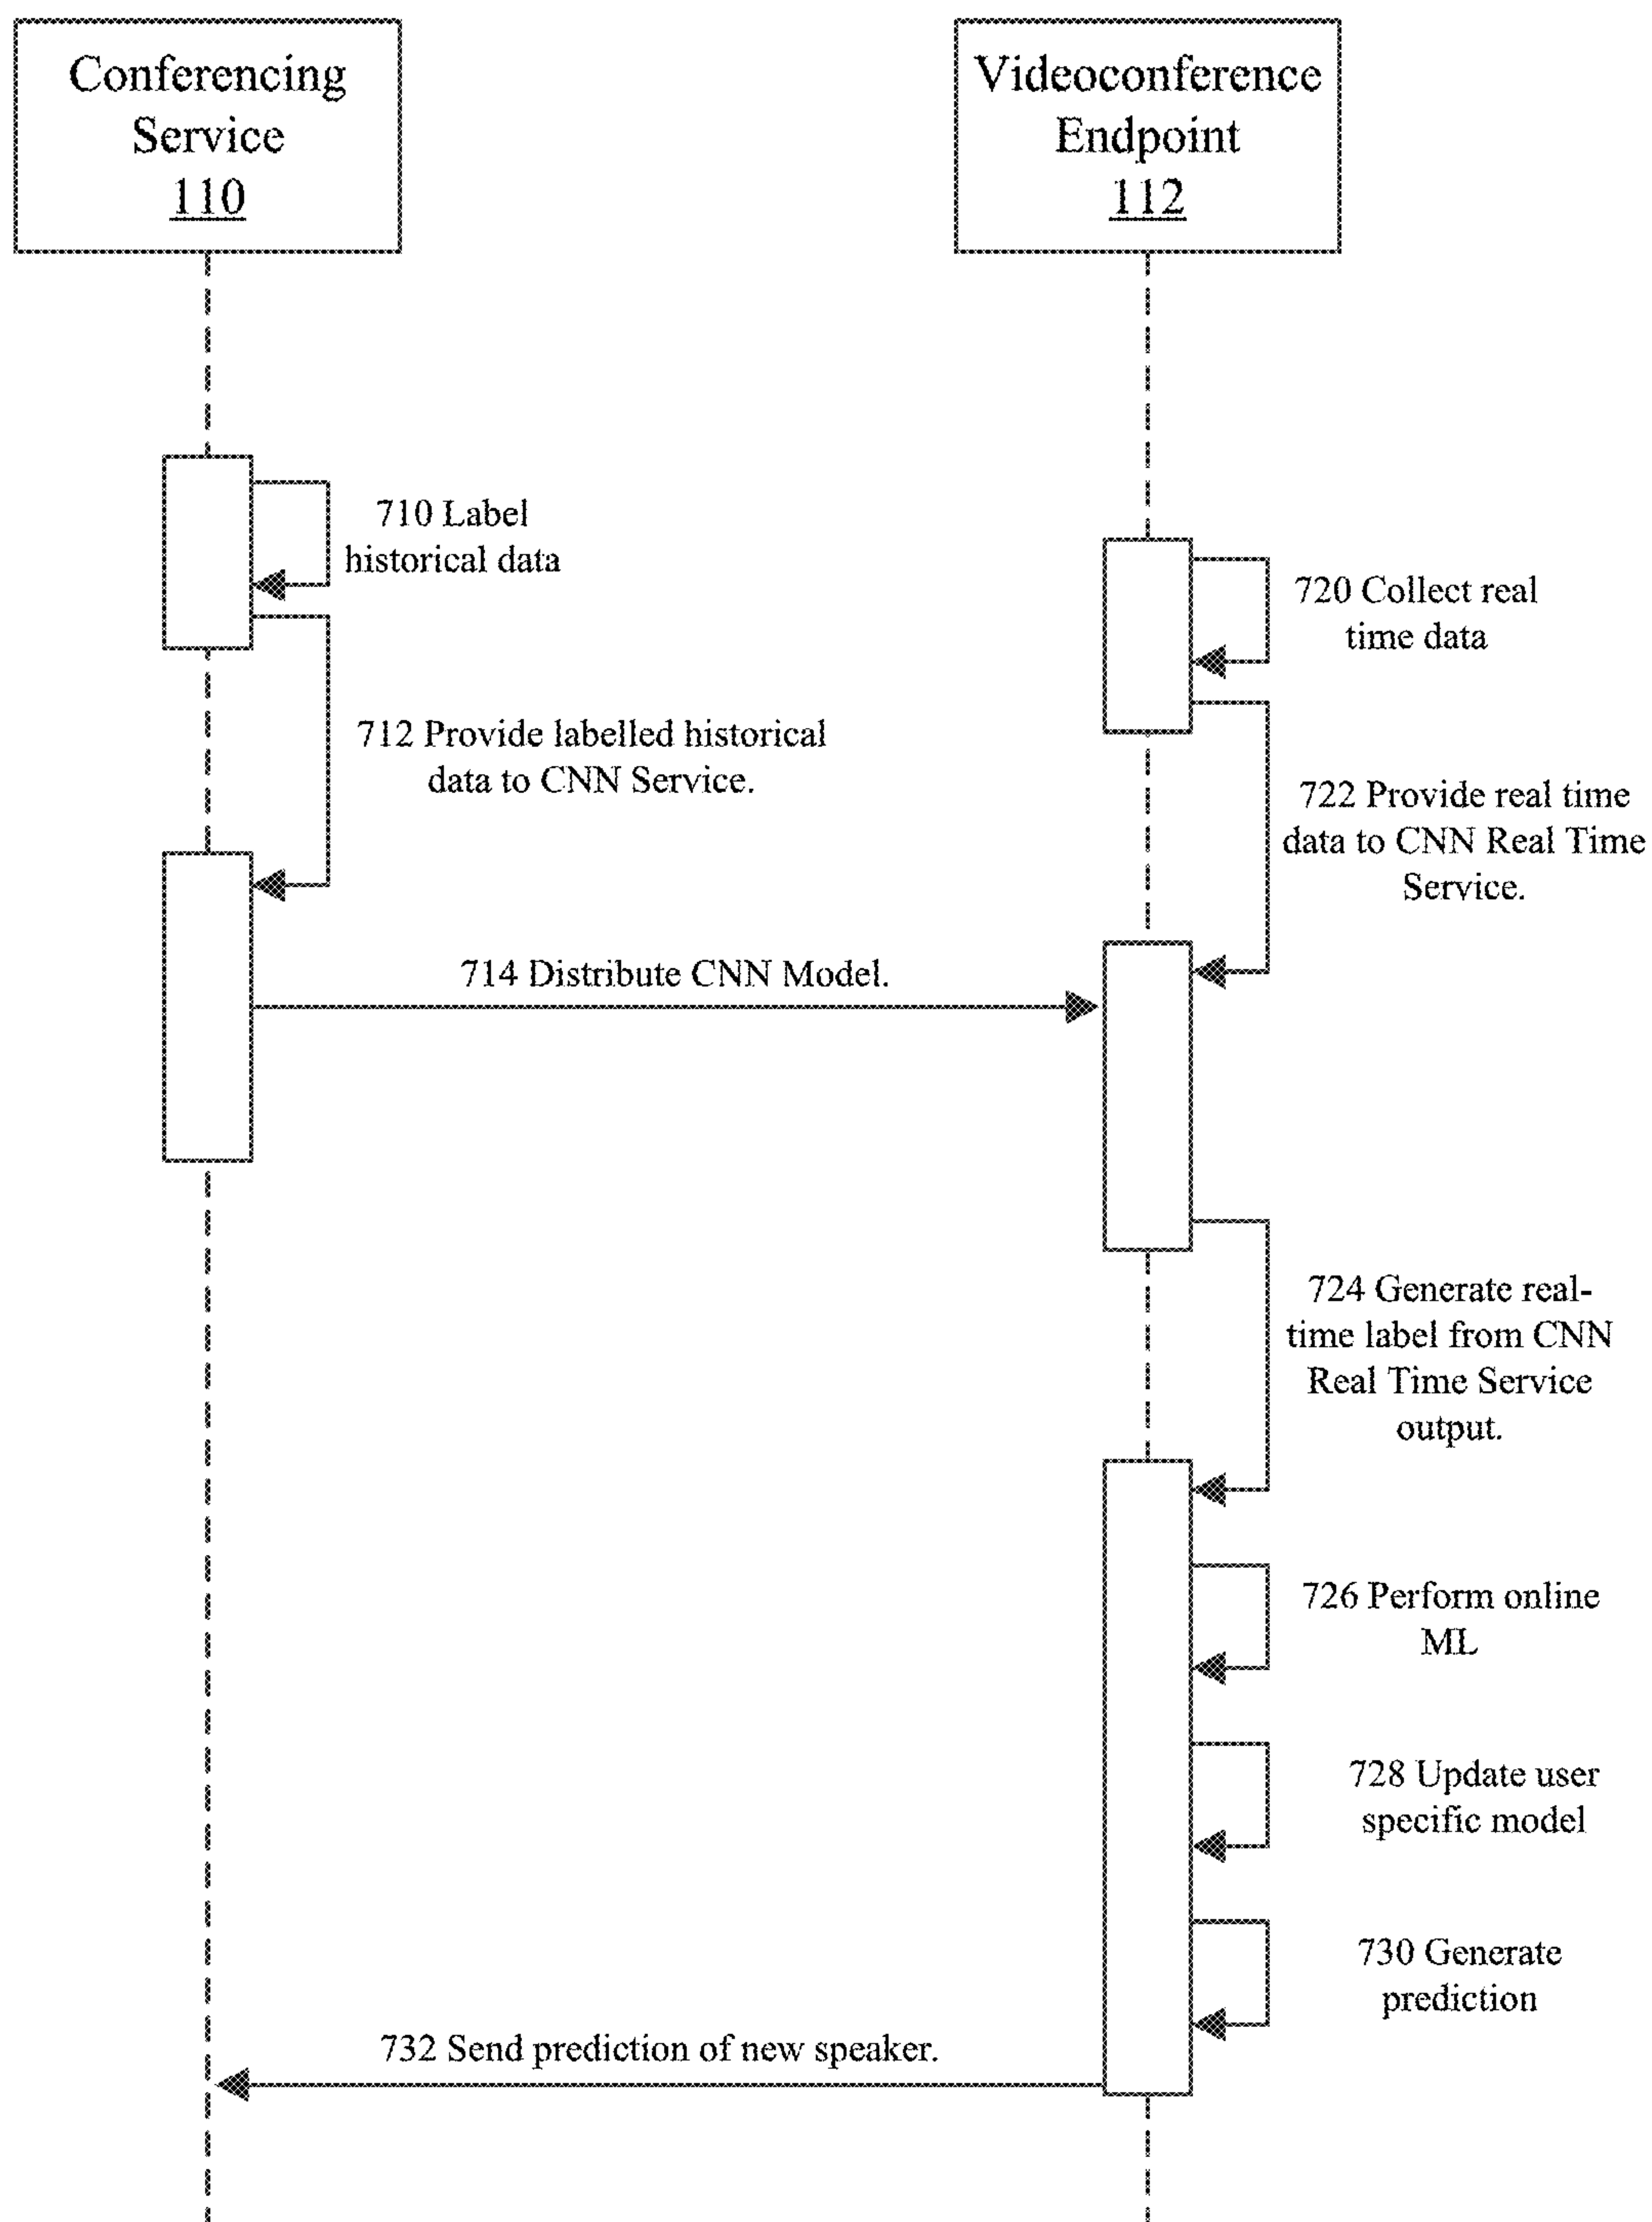 Conferencing
Service
110
Videoconference
Endpoint
112
710 Label
historical data
720 Collect real
time data
712 Provide labelled historical
data to CNN Service.
722 Provide real time
data to CNN Real Time
Service.
714 Distribute CNN Model.
724 Generate real-
time label from CNN
Real Time Service
output.
726 Perform online
ML
728 Update user
specific model
730 Generate
prediction
732 Send prediction of new speaker.